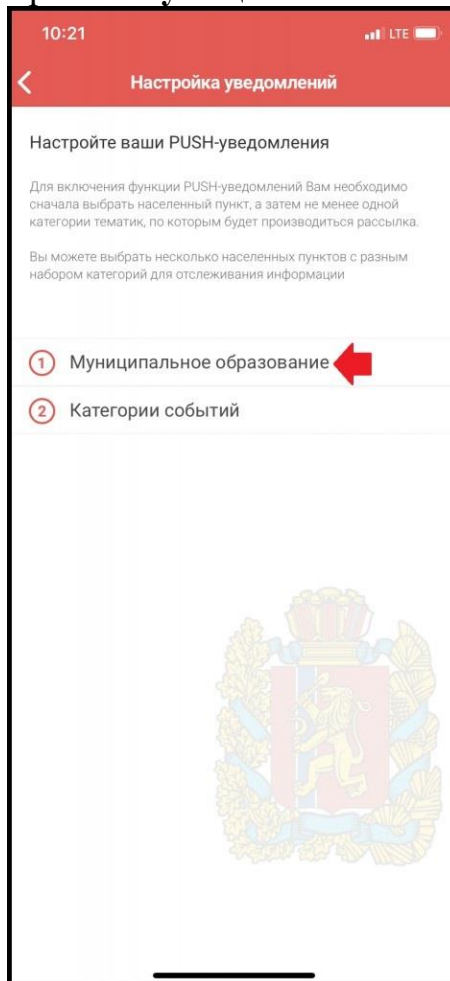 10:21 LTE
Настройка уведомлений
Настройте ваши PUSH-уведомления
Для включения функции PUSH-уведомлений Вам необходимо
сначала выбрать населенный пункт, а затем не менее одной
категории тематик, по которым будет производиться рассылка.
Вы можете выбрать несколько населенных пунктов с разным
набором категорий для отслеживания информации
1 Муниципальное образование
2 Категории событий